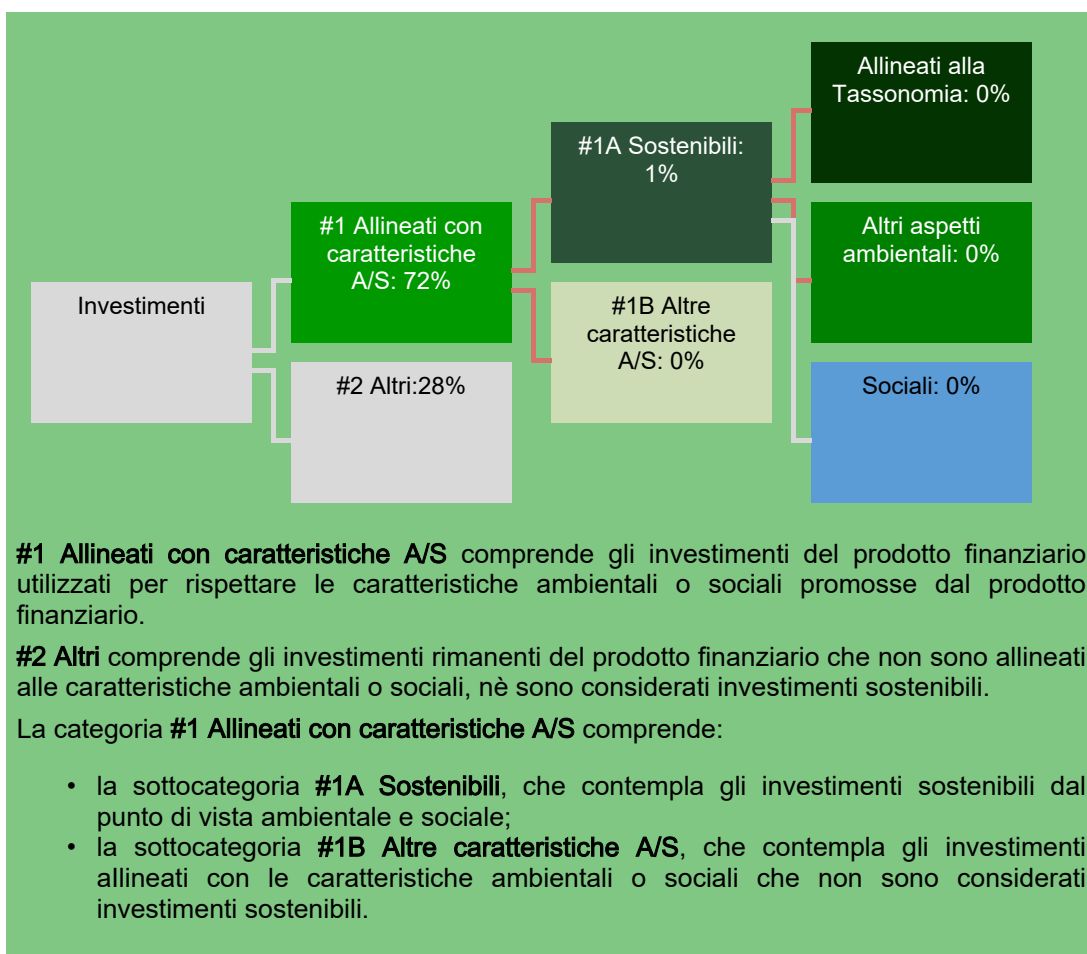 Allineati alla
Tassonomia: 0%
#1A Sostenibili:
1%
#1 Allineati con
caratteristiche
A/S: 72%
Altri aspetti
ambientali: 0%
Investimenti
#1B Altre
caratteristiche
A/S: 0%
#2 Altri:28%
Sociali: 0%
#1 Allineati con caratteristiche A/S comprende gli investimenti del prodotto finanziario
utilizzati per rispettare le caratteristiche ambientali o sociali promosse dal prodotto
finanziario.
#2 Altri comprende gli investimenti rimanenti del prodotto finanziario che non sono allineati
alle caratteristiche ambientali o sociali, nè sono considerati investimenti sostenibili.
La categoria #1 Allineati con caratteristiche A/S comprende:
• la sottocategoria #1A Sostenibili, che contempla gli investimenti sostenibili dal
punto di vista ambientale e sociale;
• la sottocategoria #1B Altre caratteristiche A/S, che contempla gli investimenti
allineati con le caratteristiche ambientali o sociali che non sono considerati
investimenti sostenibili.